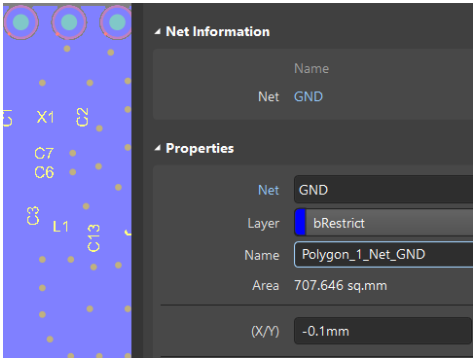 Net Information
Name
Net GND
Properties
Net GND
Layer bRestrict
Name Polygon_1_Net_GND
Area 707.646 sq.mm
(X/Y) -0.1mm
X1 C2
C7
C6
C3 L1 C13